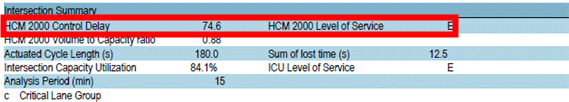 Intersection Summary
HCM 2000 Control Delay 74.6 HCM 2000 Level of Service E
HCM 2000 Volume to Capacity ratio 0.88
Actuated Cycle Length (s) 180.0 Sum of lost time (s) 12.5
Intersection Capacity Utilization 84.1% ICU Level of Service E
Analysis Period (min) 15
c Critical Lane Group